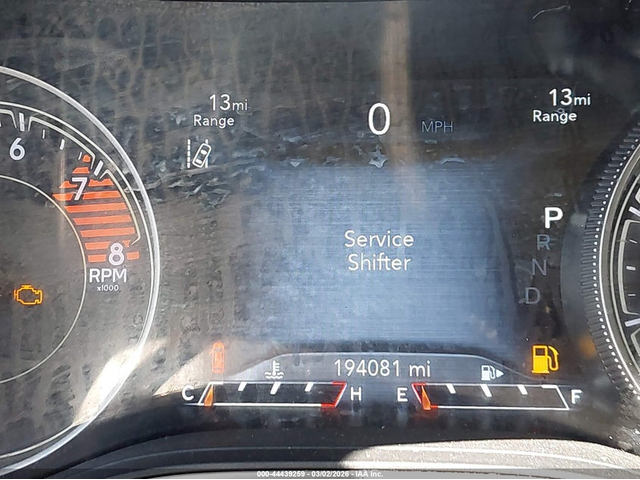 13mi
Range
0 MPH
13mi
Range
6
7
8
RPM
x1000
Service
Shifter
P
R
N
D
194081 mi
C H E F
000-44439259 - 03/02/2026 - IAA Inc.